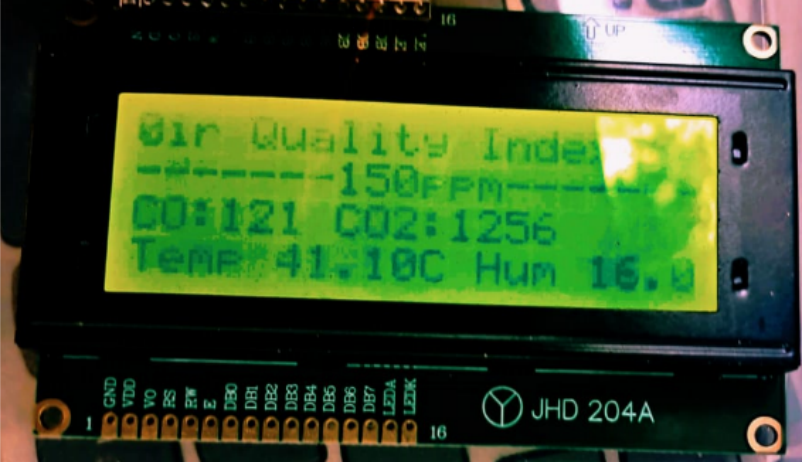 16
UP
Air Quality Index
--------150ppm--------
CO:121 CO2:1256
Temp 41.10C Hum 16.0
GND VDD VO RS RW E DB0 DB1 DB2 DB3 DB4 DB5 DB6 DB7 LEDA LEDK
1 16
JHD 204A